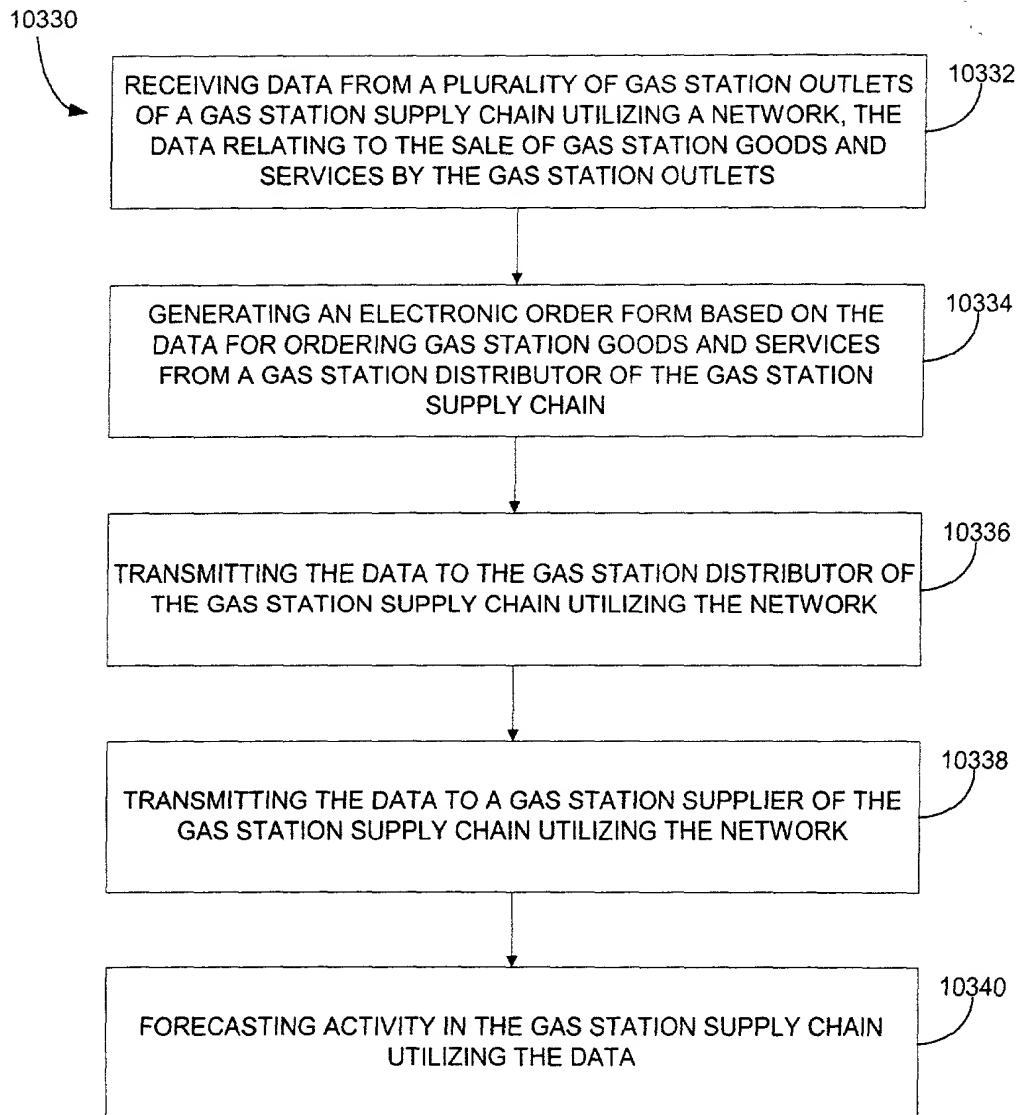 10330
RECEIVING DATA FROM A PLURALITY OF GAS STATION OUTLETS
OF A GAS STATION SUPPLY CHAIN UTILIZING A NETWORK, THE
DATA RELATING TO THE SALE OF GAS STATION GOODS AND
SERVICES BY THE GAS STATION OUTLETS
10332
GENERATING AN ELECTRONIC ORDER FORM BASED ON THE
DATA FOR ORDERING GAS STATION GOODS AND SERVICES
FROM A GAS STATION DISTRIBUTOR OF THE GAS STATION
SUPPLY CHAIN
10334
TRANSMITTING THE DATA TO THE GAS STATION DISTRIBUTOR OF
THE GAS STATION SUPPLY CHAIN UTILIZING THE NETWORK
10336
TRANSMITTING THE DATA TO A GAS STATION SUPPLIER OF THE
GAS STATION SUPPLY CHAIN UTILIZING THE NETWORK
10338
FORECASTING ACTIVITY IN THE GAS STATION SUPPLY CHAIN
UTILIZING THE DATA
10340